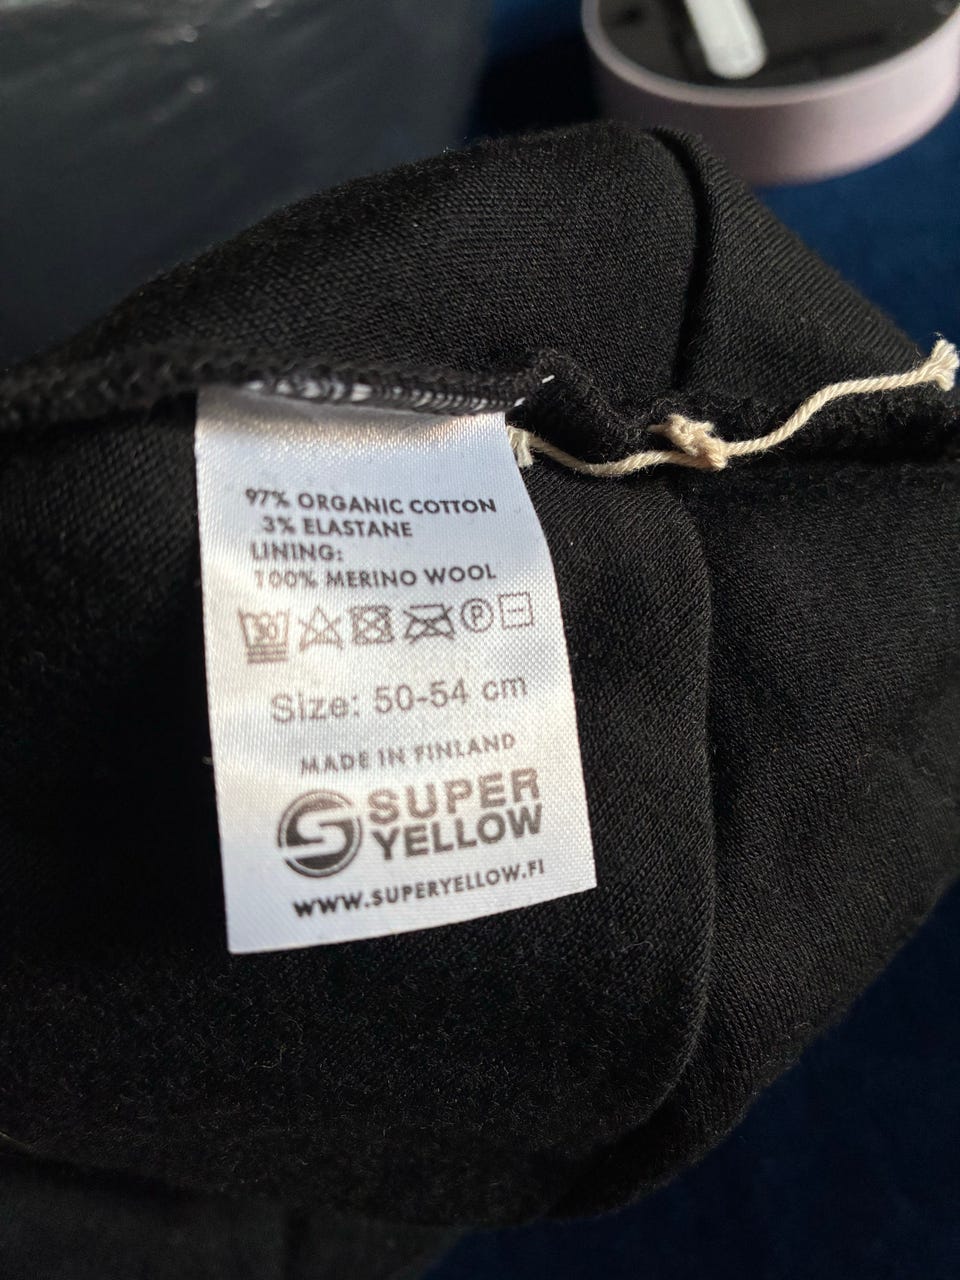 97% ORGANIC COTTON
3% ELASTANE
LINING:
100% MERINO WOOL
30 P
Size: 50-54 cm
MADE IN FINLAND
SUPER
YELLOW
WWW.SUPERYELLOW.FI